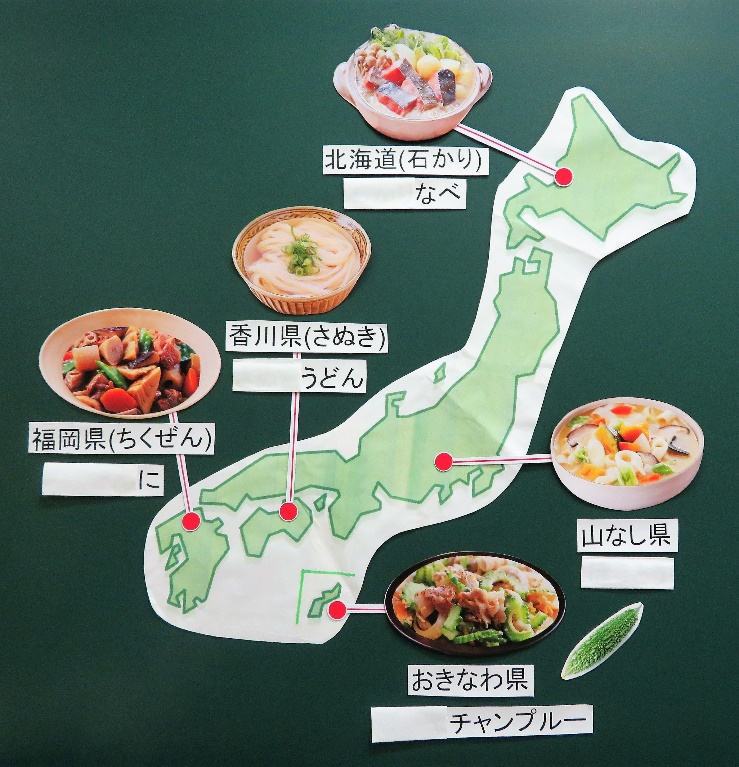 北海道(石かり)
なべ
香川県(さぬき)
うどん
福岡県(ちくぜん)
に
山なし県
おきなわ県
チャンプルー